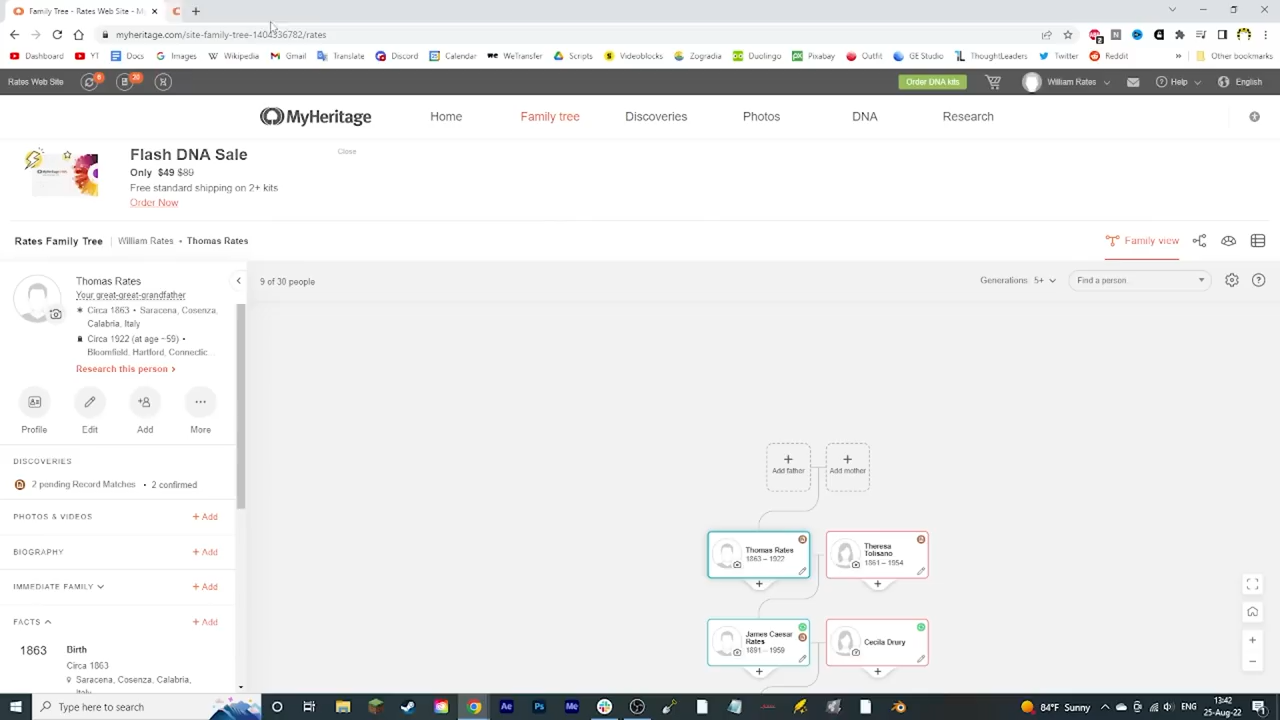 Family Tree - Rates Web Site - M
myheritage.com/site-family-tree-1404336782/rates
Dashboard YT Docs Images Wikipedia Gmail Translate Discord Calendar WeTransfer Scripts Videoblocks Zogradia Duolingo Pixabay Outfit GE Studio ThoughtLeaders Twitter Reddit » Other bookmarks
Rates Web Site 6 30 Order DNA kits William Rates Help English
MyHeritage Home Family tree Discoveries Photos DNA Research
Flash DNA Sale
Close
Only $49 $89
Free standard shipping on 2+ kits
Order Now
Rates Family Tree William Rates • Thomas Rates Family view
Thomas Rates
Your great-great-grandfather
Circa 1863 • Saracena, Cosenza,
Calabria, Italy
Circa 1922 (at age ~59) •
Bloomfield, Hartford, Connectic...
Research this person >
Profile Edit Add More
DISCOVERIES
2 pending Record Matches • 2 confirmed
PHOTOS & VIDEOS + Add
BIOGRAPHY + Add
IMMEDIATE FAMILY + Add
FACTS + Add
1863 Birth
Circa 1863
Saracena, Cosenza, Calabria,
Italy
9 of 30 people Generations: 5+ Find a person...
+ Add father
+ Add mother
Thomas Rates
1863 – 1922
Theresa
Tolisano
1861 – 1954
James Caesar
Rates
1891 – 1959
Cecila Drury
Type here to search
84°F Sunny ENG
13:42
25-Aug-22